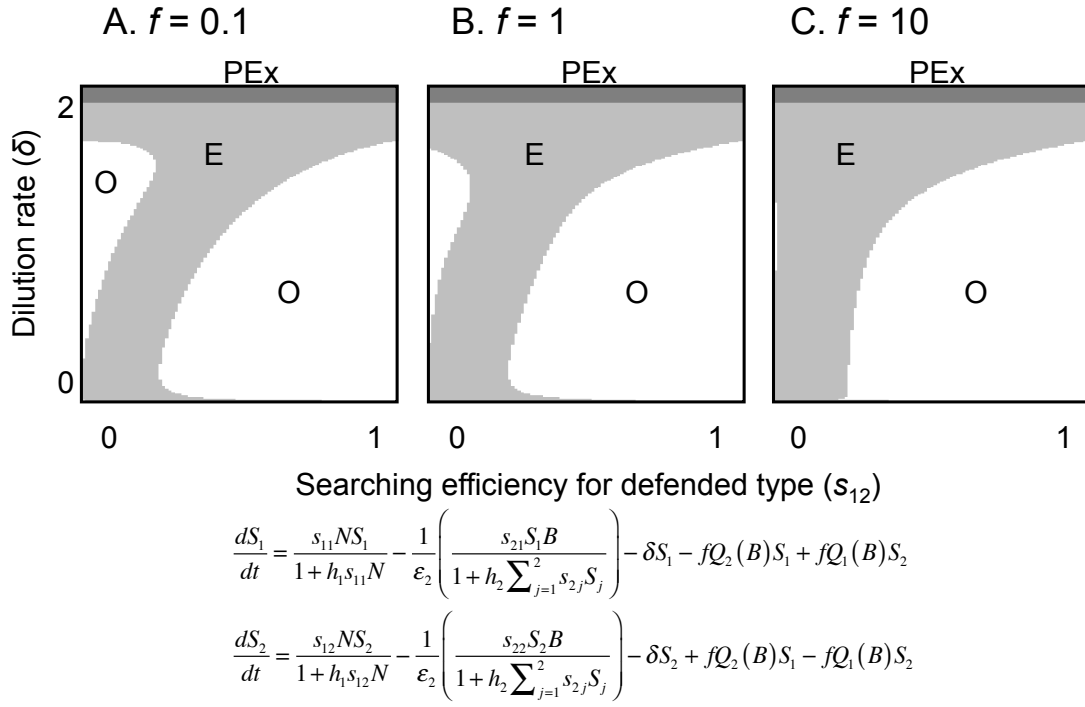 A. f = 0.1
B. f = 1
C. f = 10
PEx
PEx
PEx
2
0
Dilution rate (δ)
O
E
O
E
O
E
O
0
1
0
1
0
1
Searching efficiency for defended type (s₁₂)
dS₁/dt = s₁₁NS₁/(1 + h₁s₁₁N) − 1/ε₂ (s₂₁S₁B/(1 + h₂∑²ⱼ₌₁ s₂ⱼSⱼ)) − δS₁ − fQ₂(B)S₁ + fQ₁(B)S₂
dS₂/dt = s₁₂NS₂/(1 + h₁s₁₂N) − 1/ε₂ (s₂₂S₂B/(1 + h₂∑²ⱼ₌₁ s₂ⱼSⱼ)) − δS₂ + fQ₂(B)S₁ − fQ₁(B)S₂